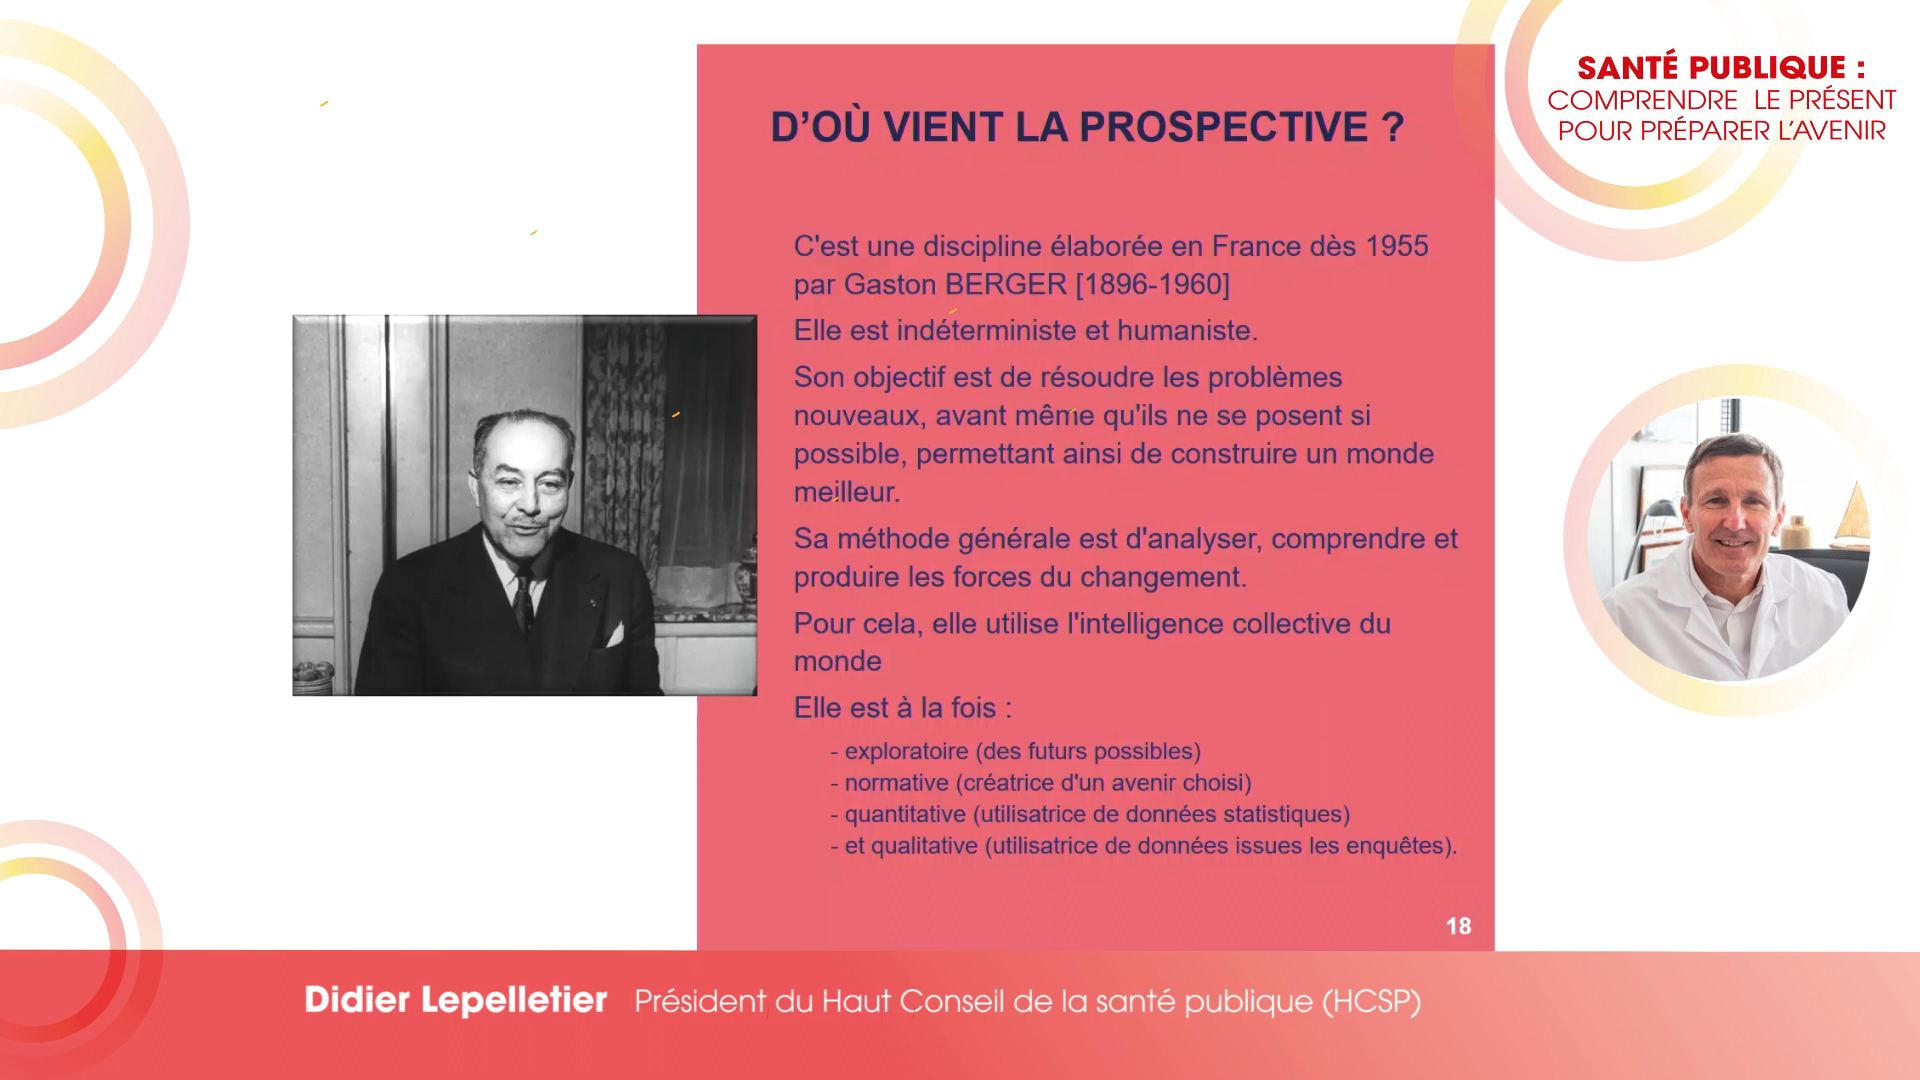 SANTÉ PUBLIQUE :
COMPRENDRE LE PRÉSENT
POUR PRÉPARER L'AVENIR
D'OÙ VIENT LA PROSPECTIVE ?
C'est une discipline élaborée en France dès 1955
par Gaston BERGER [1896-1960]
Elle est indéterministe et humaniste.
Son objectif est de résoudre les problèmes
nouveaux, avant même qu'ils ne se posent si
possible, permettant ainsi de construire un monde
meilleur.
Sa méthode générale est d'analyser, comprendre et
produire les forces du changement.
Pour cela, elle utilise l'intelligence collective du
monde
Elle est à la fois :
- exploratoire (des futurs possibles)
- normative (créatrice d'un avenir choisi)
- quantitative (utilisatrice de données statistiques)
- et qualitative (utilisatrice de données issues les enquêtes).
18
Didier Lepelletier Président du Haut Conseil de la santé publique (HCSP)